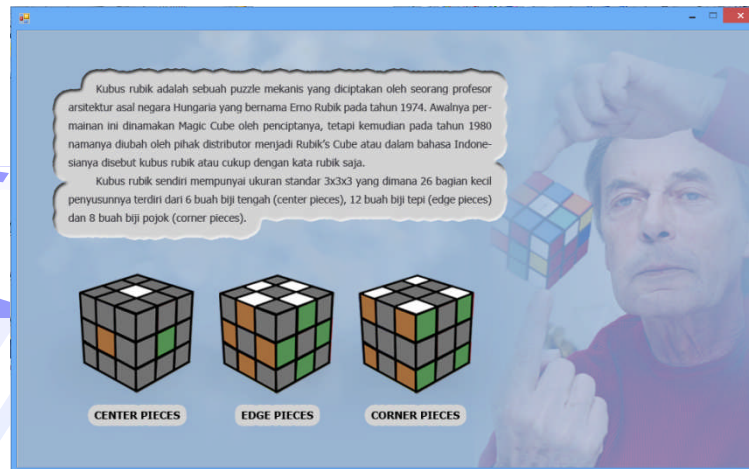 Kubus rubik adalah sebuah puzzle mekanis yang diciptakan oleh seorang profesor
arsitektur asal negara Hungaria yang bernama Erno Rubik pada tahun 1974. Awalnya per-
mainan ini dinamakan Magic Cube oleh penciptanya, tetapi kemudian pada tahun 1980
namanya diubah oleh pihak distributor menjadi Rubik's Cube atau dalam bahasa Indone-
sianya disebut kubus rubik atau cukup dengan kata rubik saja.
Kubus rubik sendiri mempunyai ukuran standar 3x3x3 yang dimana 26 bagian kecil
penyusunnya terdiri dari 6 buah biji tengah (center pieces), 12 buah biji tepi (edge pieces)
dan 8 buah biji pojok (corner pieces).
CENTER PIECES
EDGE PIECES
CORNER PIECES